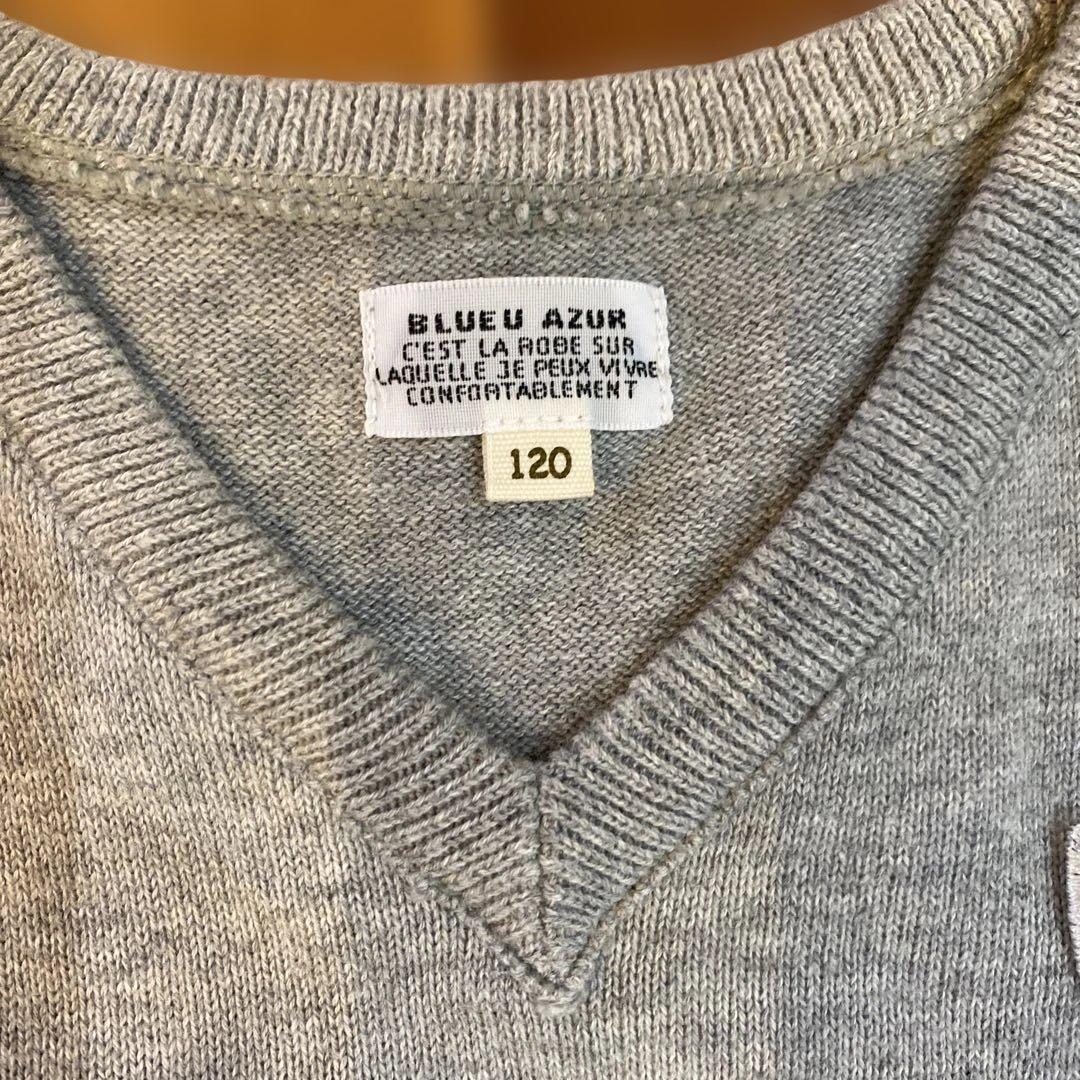 BLUEU AZUR
C'EST LA ROBE SUR
LAQUELLE JE PEUX VIVRE
CONFORTABLEMENT
120